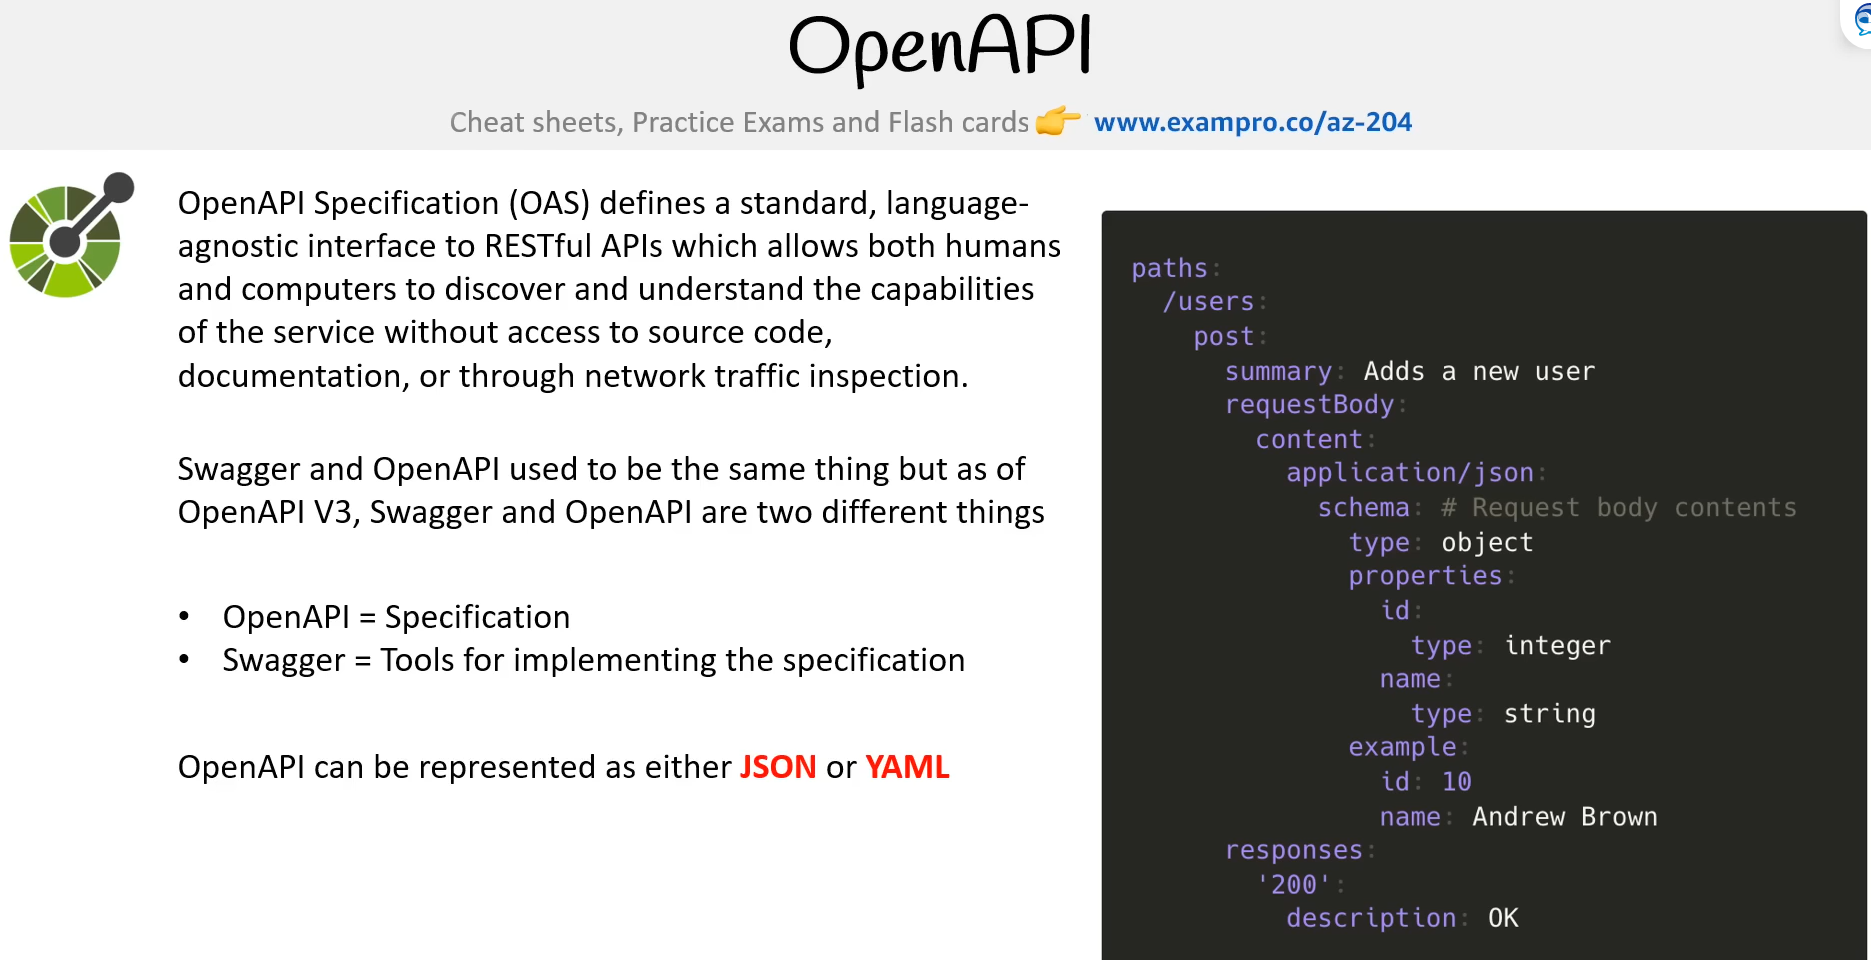 OpenAPI
Cheat sheets, Practice Exams and Flash cards 👉 www.exampro.co/az-204
OpenAPI Specification (OAS) defines a standard, language-
agnostic interface to RESTful APIs which allows both humans
and computers to discover and understand the capabilities
of the service without access to source code,
documentation, or through network traffic inspection.
Swagger and OpenAPI used to be the same thing but as of
OpenAPI V3, Swagger and OpenAPI are two different things
• OpenAPI = Specification
• Swagger = Tools for implementing the specification
OpenAPI can be represented as either JSON or YAML
paths:
  /users:
    post:
      summary: Adds a new user
      requestBody:
        content:
          application/json:
            schema: # Request body contents
              type: object
              properties:
                id:
                  type: integer
                name:
                  type: string
              example:
                id: 10
                name: Andrew Brown
      responses:
        '200':
          description: OK